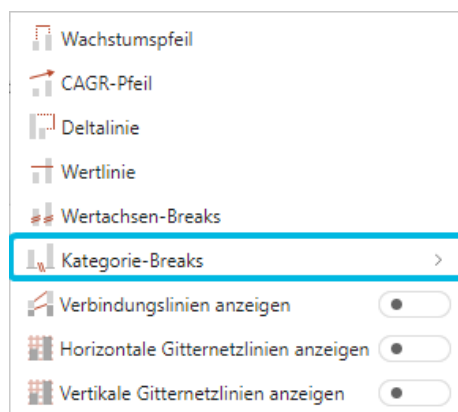 Wachstumspfeil
CAGR-Pfeil
Deltalinie
Wertlinie
Wertachsen-Breaks
Kategorie-Breaks
Verbindungslinien anzeigen
Horizontale Gitternetzlinien anzeigen
Vertikale Gitternetzlinien anzeigen